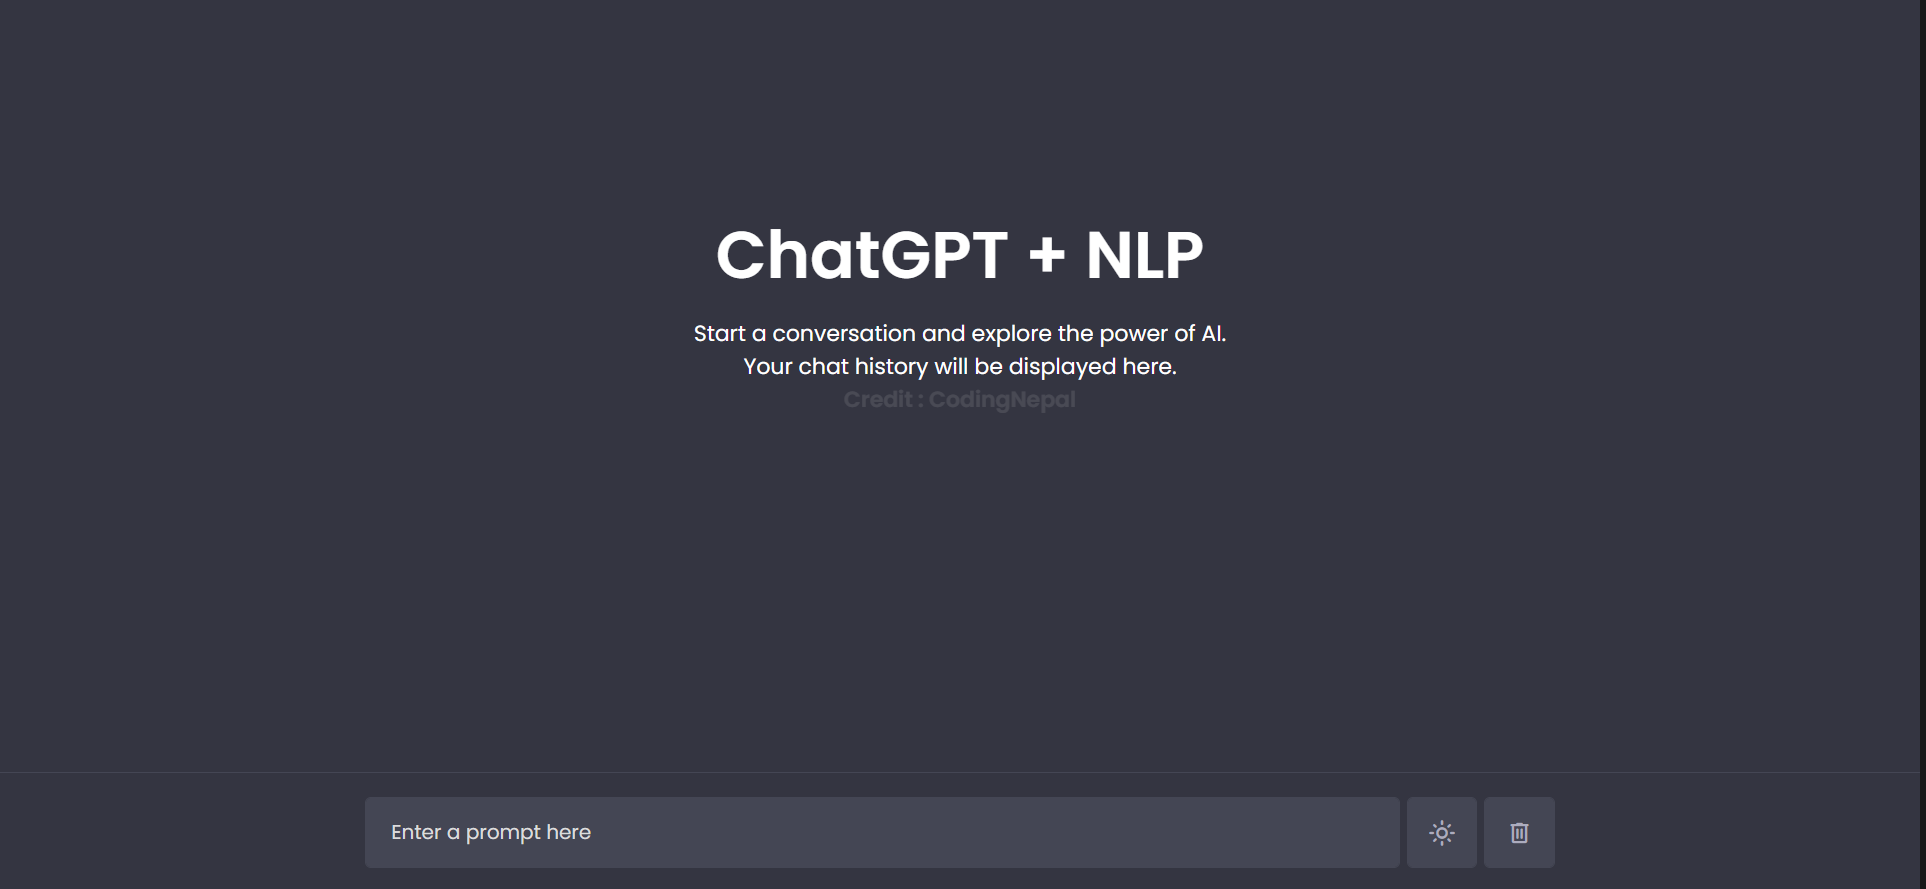 ChatGPT + NLP
Start a conversation and explore the power of AI.
Your chat history will be displayed here.
Credit : CodingNepal
Enter a prompt here